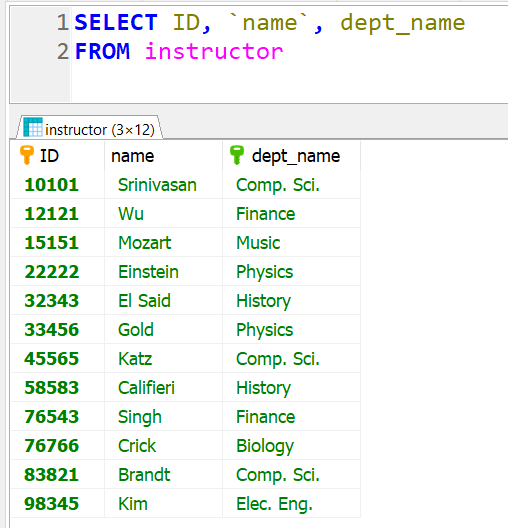 1 SELECT ID, `name`, dept_name
2 FROM instructor
instructor (3×12)
ID name dept_name
10101 Srinivasan Comp. Sci.
12121 Wu Finance
15151 Mozart Music
22222 Einstein Physics
32343 El Said History
33456 Gold Physics
45565 Katz Comp. Sci.
58583 Califieri History
76543 Singh Finance
76766 Crick Biology
83821 Brandt Comp. Sci.
98345 Kim Elec. Eng.